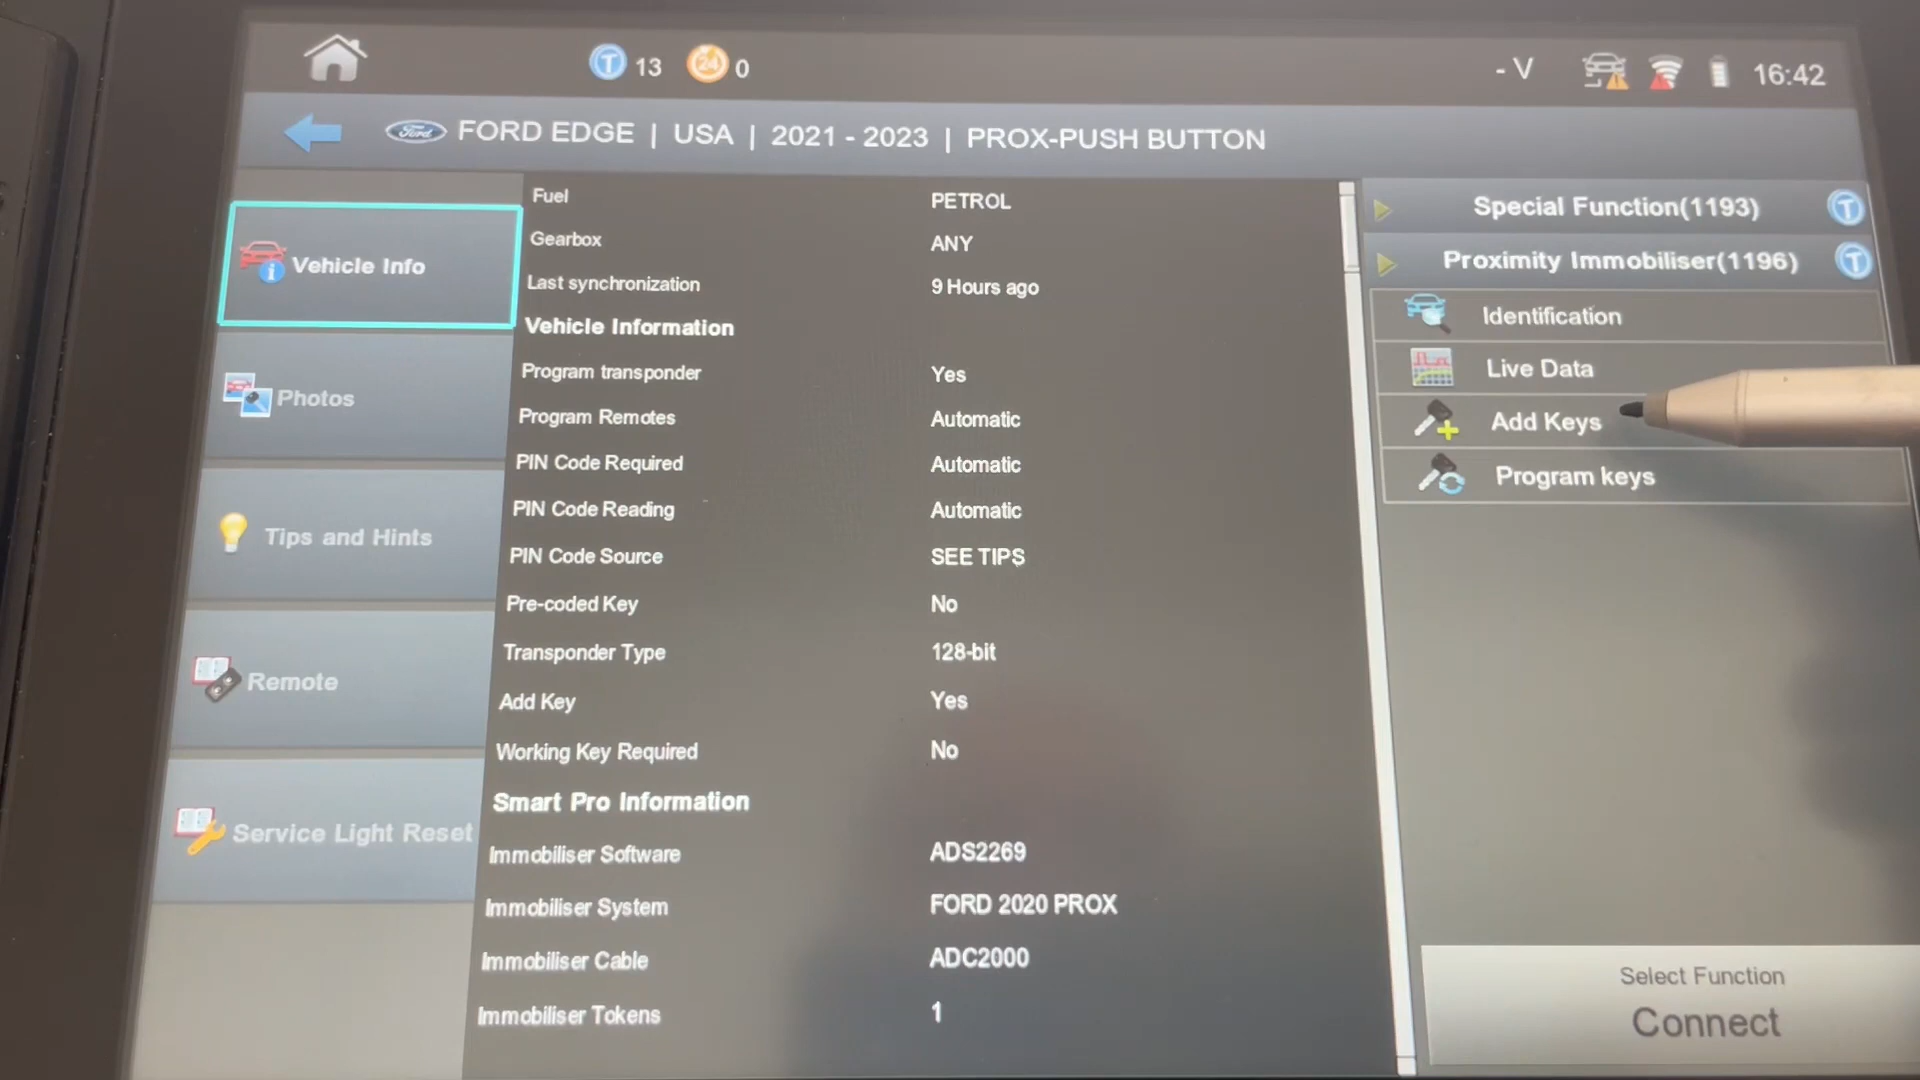 T 13 24 0 - V 16:42
Ford FORD EDGE | USA | 2021 - 2023 | PROX-PUSH BUTTON
Vehicle Info
Photos
Tips and Hints
Remote
Service Light Reset
Fuel PETROL
Gearbox ANY
Last synchronization 9 Hours ago
Vehicle Information
Program transponder Yes
Program Remotes Automatic
PIN Code Required Automatic
PIN Code Reading Automatic
PIN Code Source SEE TIPS
Pre-coded Key No
Transponder Type 128-bit
Add Key Yes
Working Key Required No
Smart Pro Information
Immobiliser Software ADS2269
Immobiliser System FORD 2020 PROX
Immobiliser Cable ADC2000
Immobiliser Tokens 1
Special Function(1193) T
Proximity Immobiliser(1196) T
Identification
Live Data
Add Keys
Program keys
Select Function
Connect